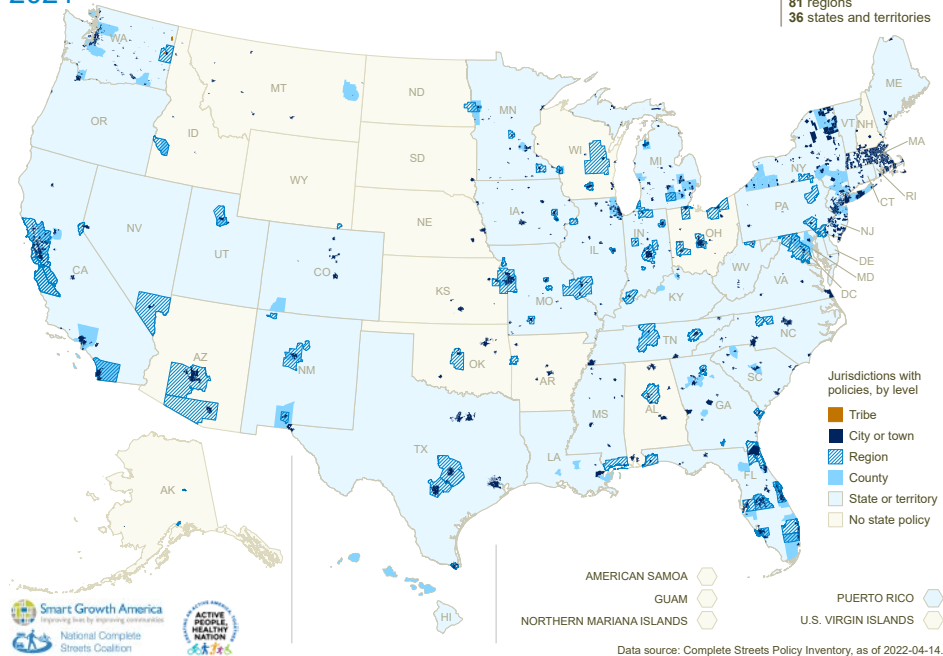 81 regions
36 states and territories
WA
MT
ND
MN
ME
OR
ID
WI
VT
NH
MA
SD
MI
NY
WY
RI
CT
IA
PA
NE
NV
NJ
UT
IL
IN
OH
DE
CA
CO
WV
MD
KS
MO
KY
VA
DC
TN
NC
AZ
NM
OK
AR
SC
MS
AL
GA
TX
LA
FL
AK
HI
Jurisdictions with
policies, by level
Tribe
City or town
Region
County
State or territory
No state policy
AMERICAN SAMOA
GUAM
NORTHERN MARIANA ISLANDS
PUERTO RICO
U.S. VIRGIN ISLANDS
Smart Growth America
Improving lives by improving communities
National Complete
Streets Coalition
ACTIVE
PEOPLE,
HEALTHY
NATION
Data source: Complete Streets Policy Inventory, as of 2022-04-14.